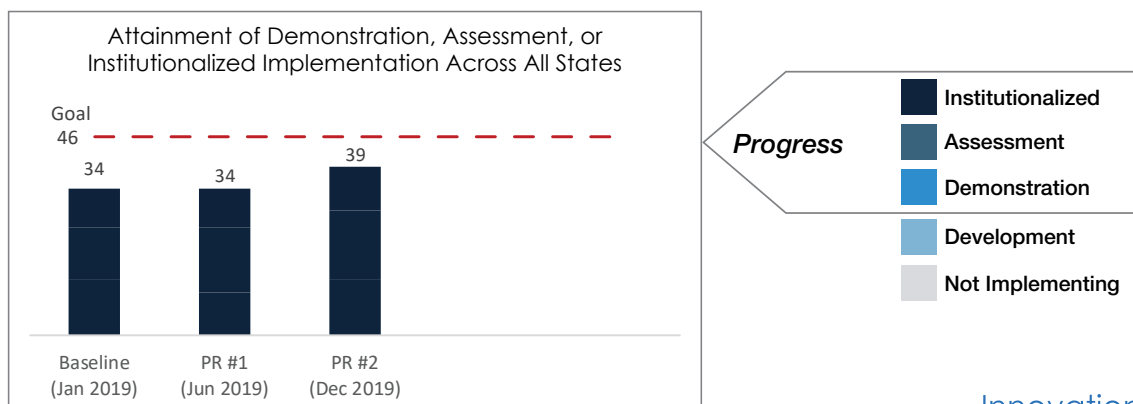 Attainment of Demonstration, Assessment, or
Institutionalized Implementation Across All States
Goal
46
34
34
39
Baseline
(Jan 2019)
PR #1
(Jun 2019)
PR #2
(Dec 2019)
Progress
Institutionalized
Assessment
Demonstration
Development
Not Implementing
Innovation